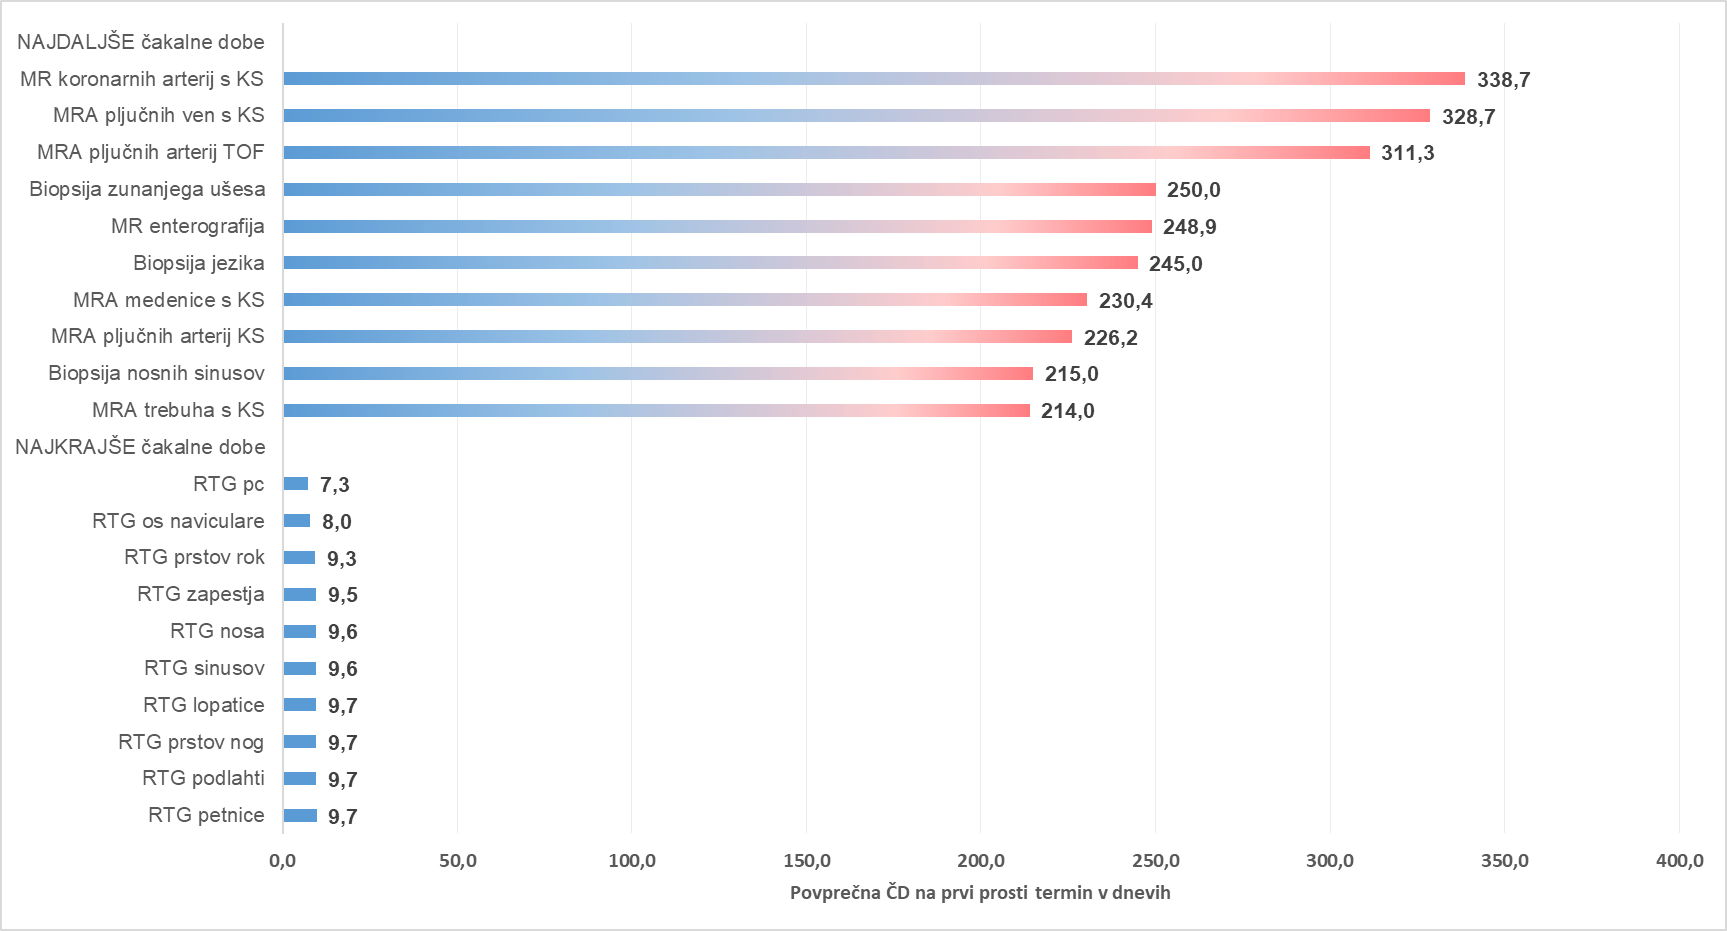 NAJDALJŠE čakalne dobe
MR koronarnih arterij s KS 338,7
MRA pljučnih ven s KS 328,7
MRA pljučnih arterij TOF 311,3
Biopsija zunanjega ušesa 250,0
MR enterografija 248,9
Biopsija jezika 245,0
MRA medenice s KS 230,4
MRA pljučnih arterij KS 226,2
Biopsija nosnih sinusov 215,0
MRA trebuha s KS 214,0
NAJKRAJŠE čakalne dobe
RTG pc 7,3
RTG os naviculare 8,0
RTG prstov rok 9,3
RTG zapestja 9,5
RTG nosa 9,6
RTG sinusov 9,6
RTG lopatice 9,7
RTG prstov nog 9,7
RTG podlahti 9,7
RTG petnice 9,7
0,0 50,0 100,0 150,0 200,0 250,0 300,0 350,0 400,0
Povprečna ČD na prvi prosti termin v dnevih